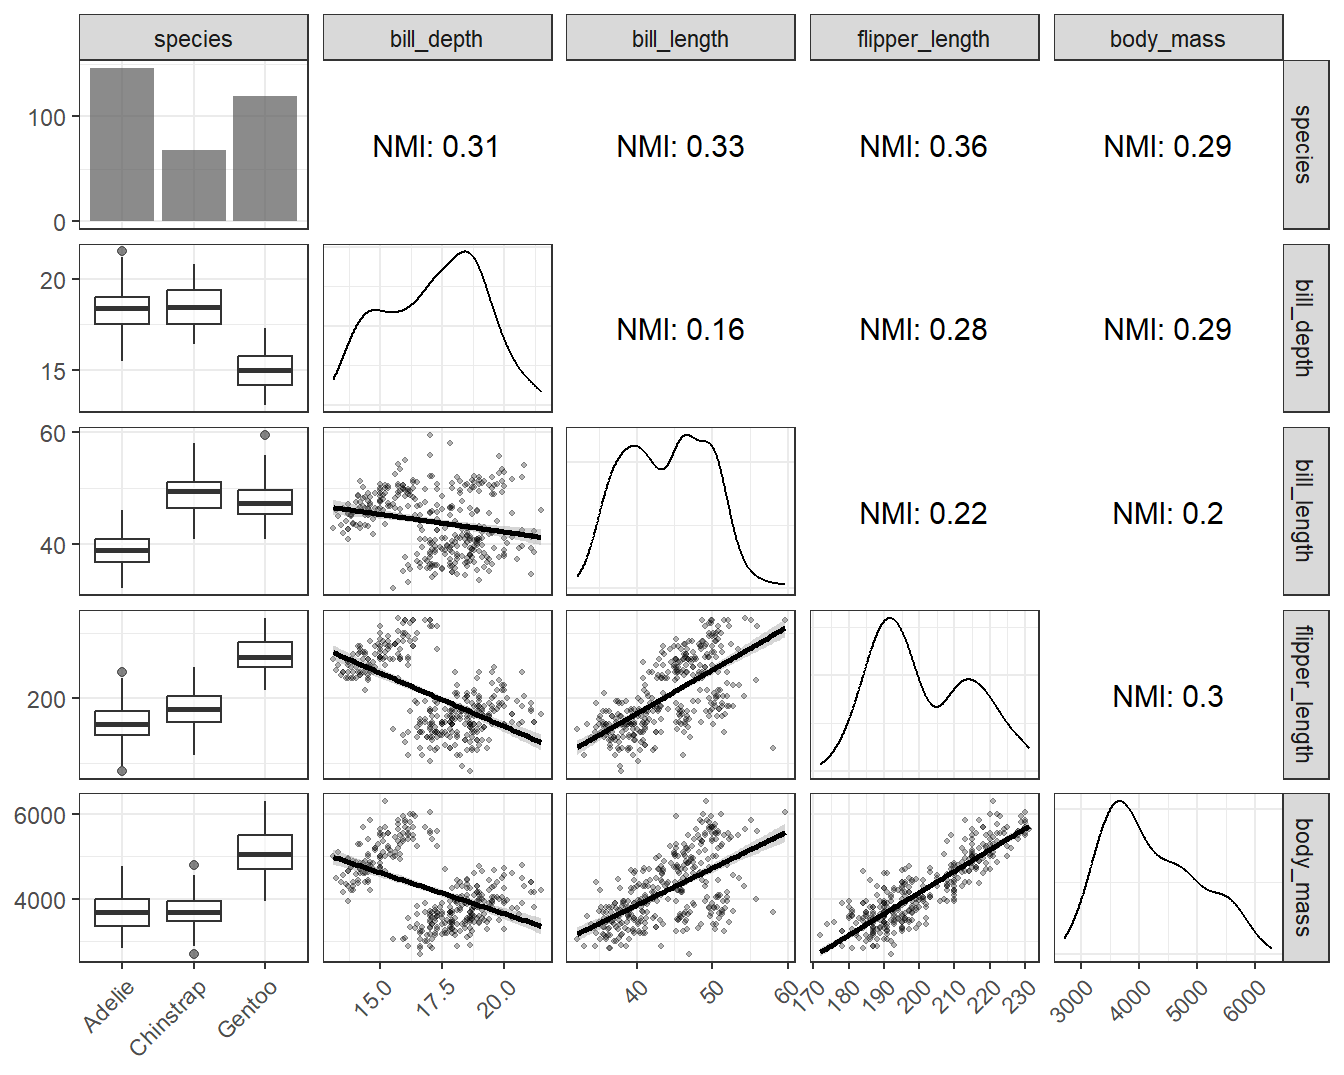 species bill_depth bill_length flipper_length body_mass
100
0
NMI: 0.31 NMI: 0.33 NMI: 0.36 NMI: 0.29
species
20
15
NMI: 0.16 NMI: 0.28 NMI: 0.29
bill_depth
60
40
NMI: 0.22 NMI: 0.2
bill_length
200
NMI: 0.3
flipper_length
6000
4000
body_mass
Adelie Chinstrap Gentoo
15.0 17.5 20.0
40 50 60
170 180 190 200 210 220 230
3000 4000 5000 6000